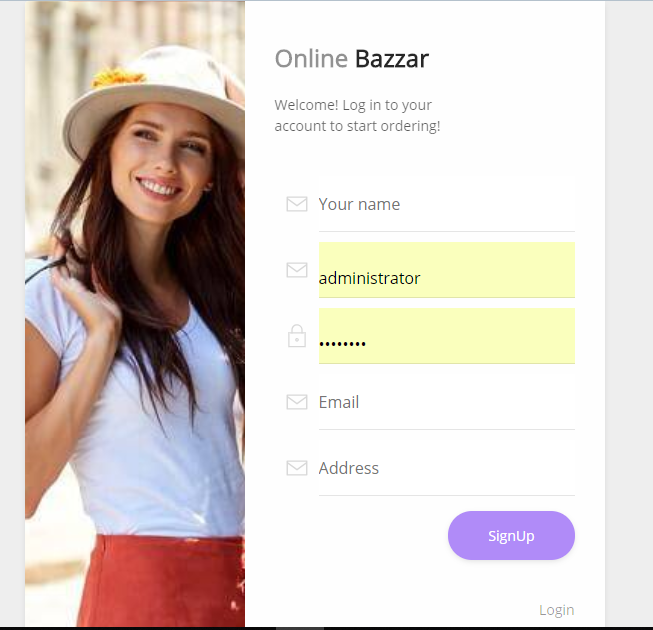 Online Bazzar
Welcome! Log in to your
account to start ordering!
Your name
administrator
••••••••
Email
Address
SignUp
Login